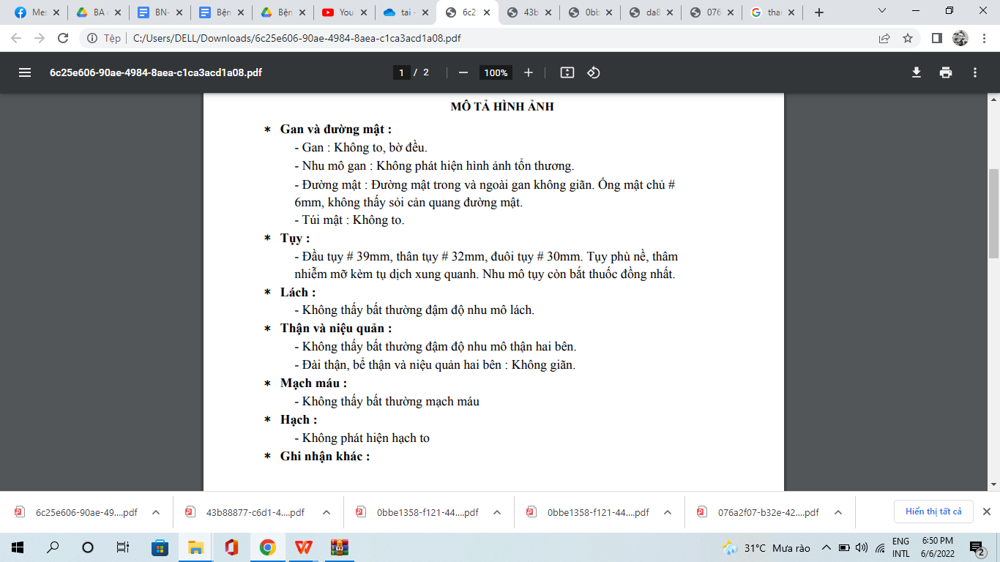 Mes
BA
BN-
Bện
Bện
You
tai -
6c2
43b
0bb
da8
076
thai
Tệp
C:/Users/DELL/Downloads/6c25e606-90ae-4984-8aea-c1ca3acd1a08.pdf
6c25e606-90ae-4984-8aea-c1ca3acd1a08.pdf
1 / 2
100%
MÔ TẢ HÌNH ẢNH
* Gan và đường mật :
- Gan : Không to, bờ đều.
- Nhu mô gan : Không phát hiện hình ảnh tổn thương.
- Đường mật : Đường mật trong và ngoài gan không giãn. Ống mật chủ #
6mm, không thấy sỏi cản quang đường mật.
- Túi mật : Không to.
* Tụy :
- Đầu tụy # 39mm, thân tụy # 32mm, đuôi tụy # 30mm. Tụy phù nề, thâm
nhiễm mỡ kèm tụ dịch xung quanh. Nhu mô tụy còn bắt thuốc đồng nhất.
* Lách :
- Không thấy bất thường đậm độ nhu mô lách.
* Thận và niệu quản :
- Không thấy bất thường đậm độ nhu mô thận hai bên.
- Đài thận, bể thận và niệu quản hai bên : Không giãn.
* Mạch máu :
- Không thấy bất thường mạch máu
* Hạch :
- Không phát hiện hạch to
* Ghi nhận khác :
6c25e606-90ae-49....pdf
43b88877-c6d1-4....pdf
0bbe1358-f121-44....pdf
0bbe1358-f121-44....pdf
076a2f07-b32e-42....pdf
Hiển thị tất cả
31°C Mưa rào
ENG
INTL
6:50 PM
6/6/2022
2